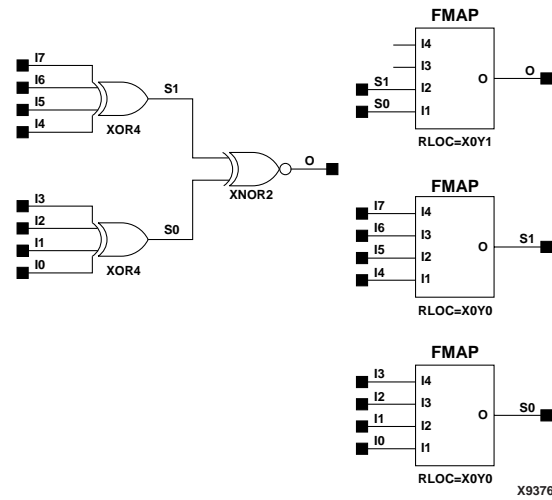 I7
I6
I5
I4
XOR4
S1
I3
I2
I1
I0
XOR4
S0
XNOR2
O
FMAP
I4
I3
S1 I2
S0 I1
O O
RLOC=X0Y1
FMAP
I7 I4
I6 I3
I5 I2
I4 I1
O S1
RLOC=X0Y0
FMAP
I3 I4
I2 I3
I1 I2
I0 I1
O S0
RLOC=X0Y0
X9376